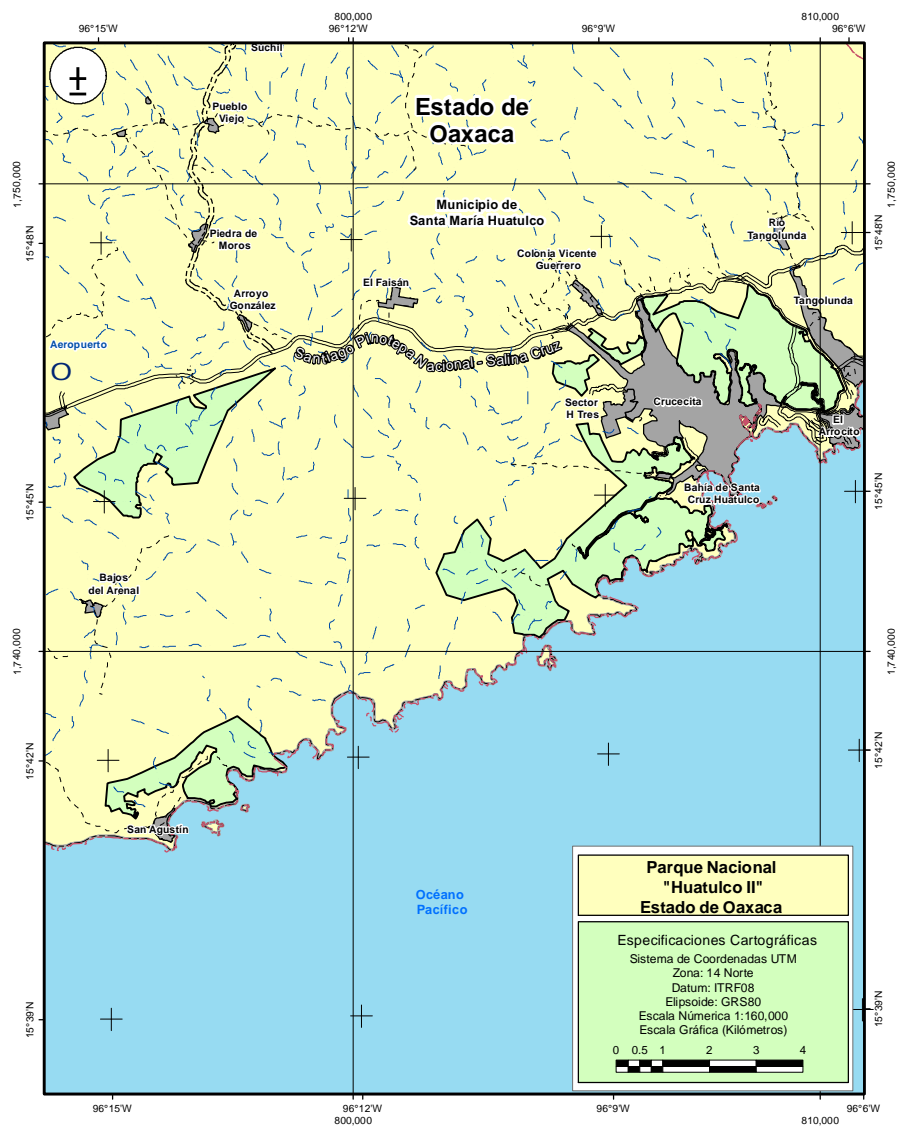 800,000
810,000
96°15'W
96°12'W
96°9'W
96°6'W
Suchil
Pueblo
Viejo
Estado de
Oaxaca
1,750,000
1,750,000
Municipio de
Santa María Huatulco
Río
Tangolunda
15°48'N
15°48'N
Piedra de
Moros
Colonia Vicente
Guerrero
El Faisán
Arroyo
González
Tangolunda
Aeropuerto
Santiago Pinotepa Nacional - Salina Cruz
Sector
H Tres
Crucecita
El
Arrocito
Bahía de Santa
Cruz Huatulco
15°45'N
15°45'N
Bajos
del Arenal
1,740,000
1,740,000
15°42'N
15°42'N
San Agustín
Océano
Pacífico
Parque Nacional
"Huatulco II"
Estado de Oaxaca
Especificaciones Cartográficas
Sistema de Coordenadas UTM
Zona: 14 Norte
Datum: ITRF08
Elipsoide: GRS80
Escala Númerica 1:160,000
Escala Gráfica (Kilómetros)
0 0.5 1 2 3 4
15°39'N
15°39'N
96°15'W
96°12'W
96°9'W
96°6'W
800,000
810,000